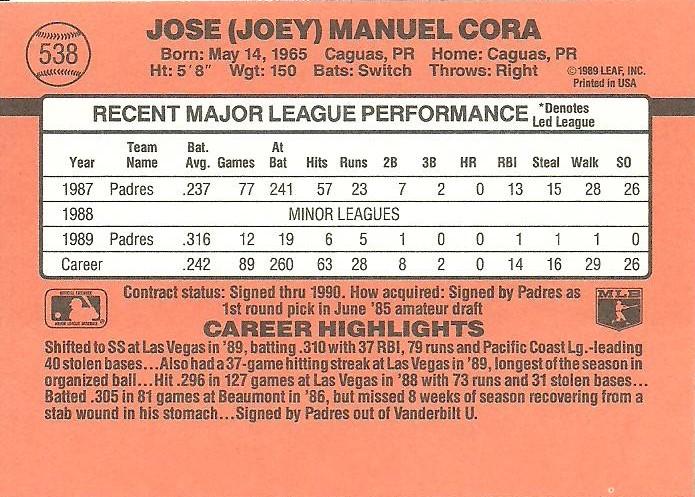 538
JOSE (JOEY) MANUEL CORA
Born: May 14, 1965 Caguas, PR Home: Caguas, PR
Ht: 5'8" Wgt: 150 Bats: Switch Throws: Right
©1989 LEAF, INC.
Printed in USA
RECENT MAJOR LEAGUE PERFORMANCE *Denotes Led League
Year Team Name Bat. Avg. Games At Bat Hits Runs 2B 3B HR RBI Steal Walk SO
1987 Padres .237 77 241 57 23 7 2 0 13 15 28 26
1988 MINOR LEAGUES
1989 Padres .316 12 19 6 5 1 0 0 1 1 1 0
Career .242 89 260 63 28 8 2 0 14 16 29 26
Contract status: Signed thru 1990. How acquired: Signed by Padres as
1st round pick in June '85 amateur draft
MLB
CAREER HIGHLIGHTS
Shifted to SS at Las Vegas in '89, batting .310 with 37 RBI, 79 runs and Pacific Coast Lg.-leading
40 stolen bases...Also had a 37-game hitting streak at Las Vegas in '89, longest of the season in
organized ball...Hit .296 in 127 games at Las Vegas in '88 with 73 runs and 31 stolen bases...
Batted .305 in 81 games at Beaumont in '86, but missed 8 weeks of season recovering from a
stab wound in his stomach...Signed by Padres out of Vanderbilt U.